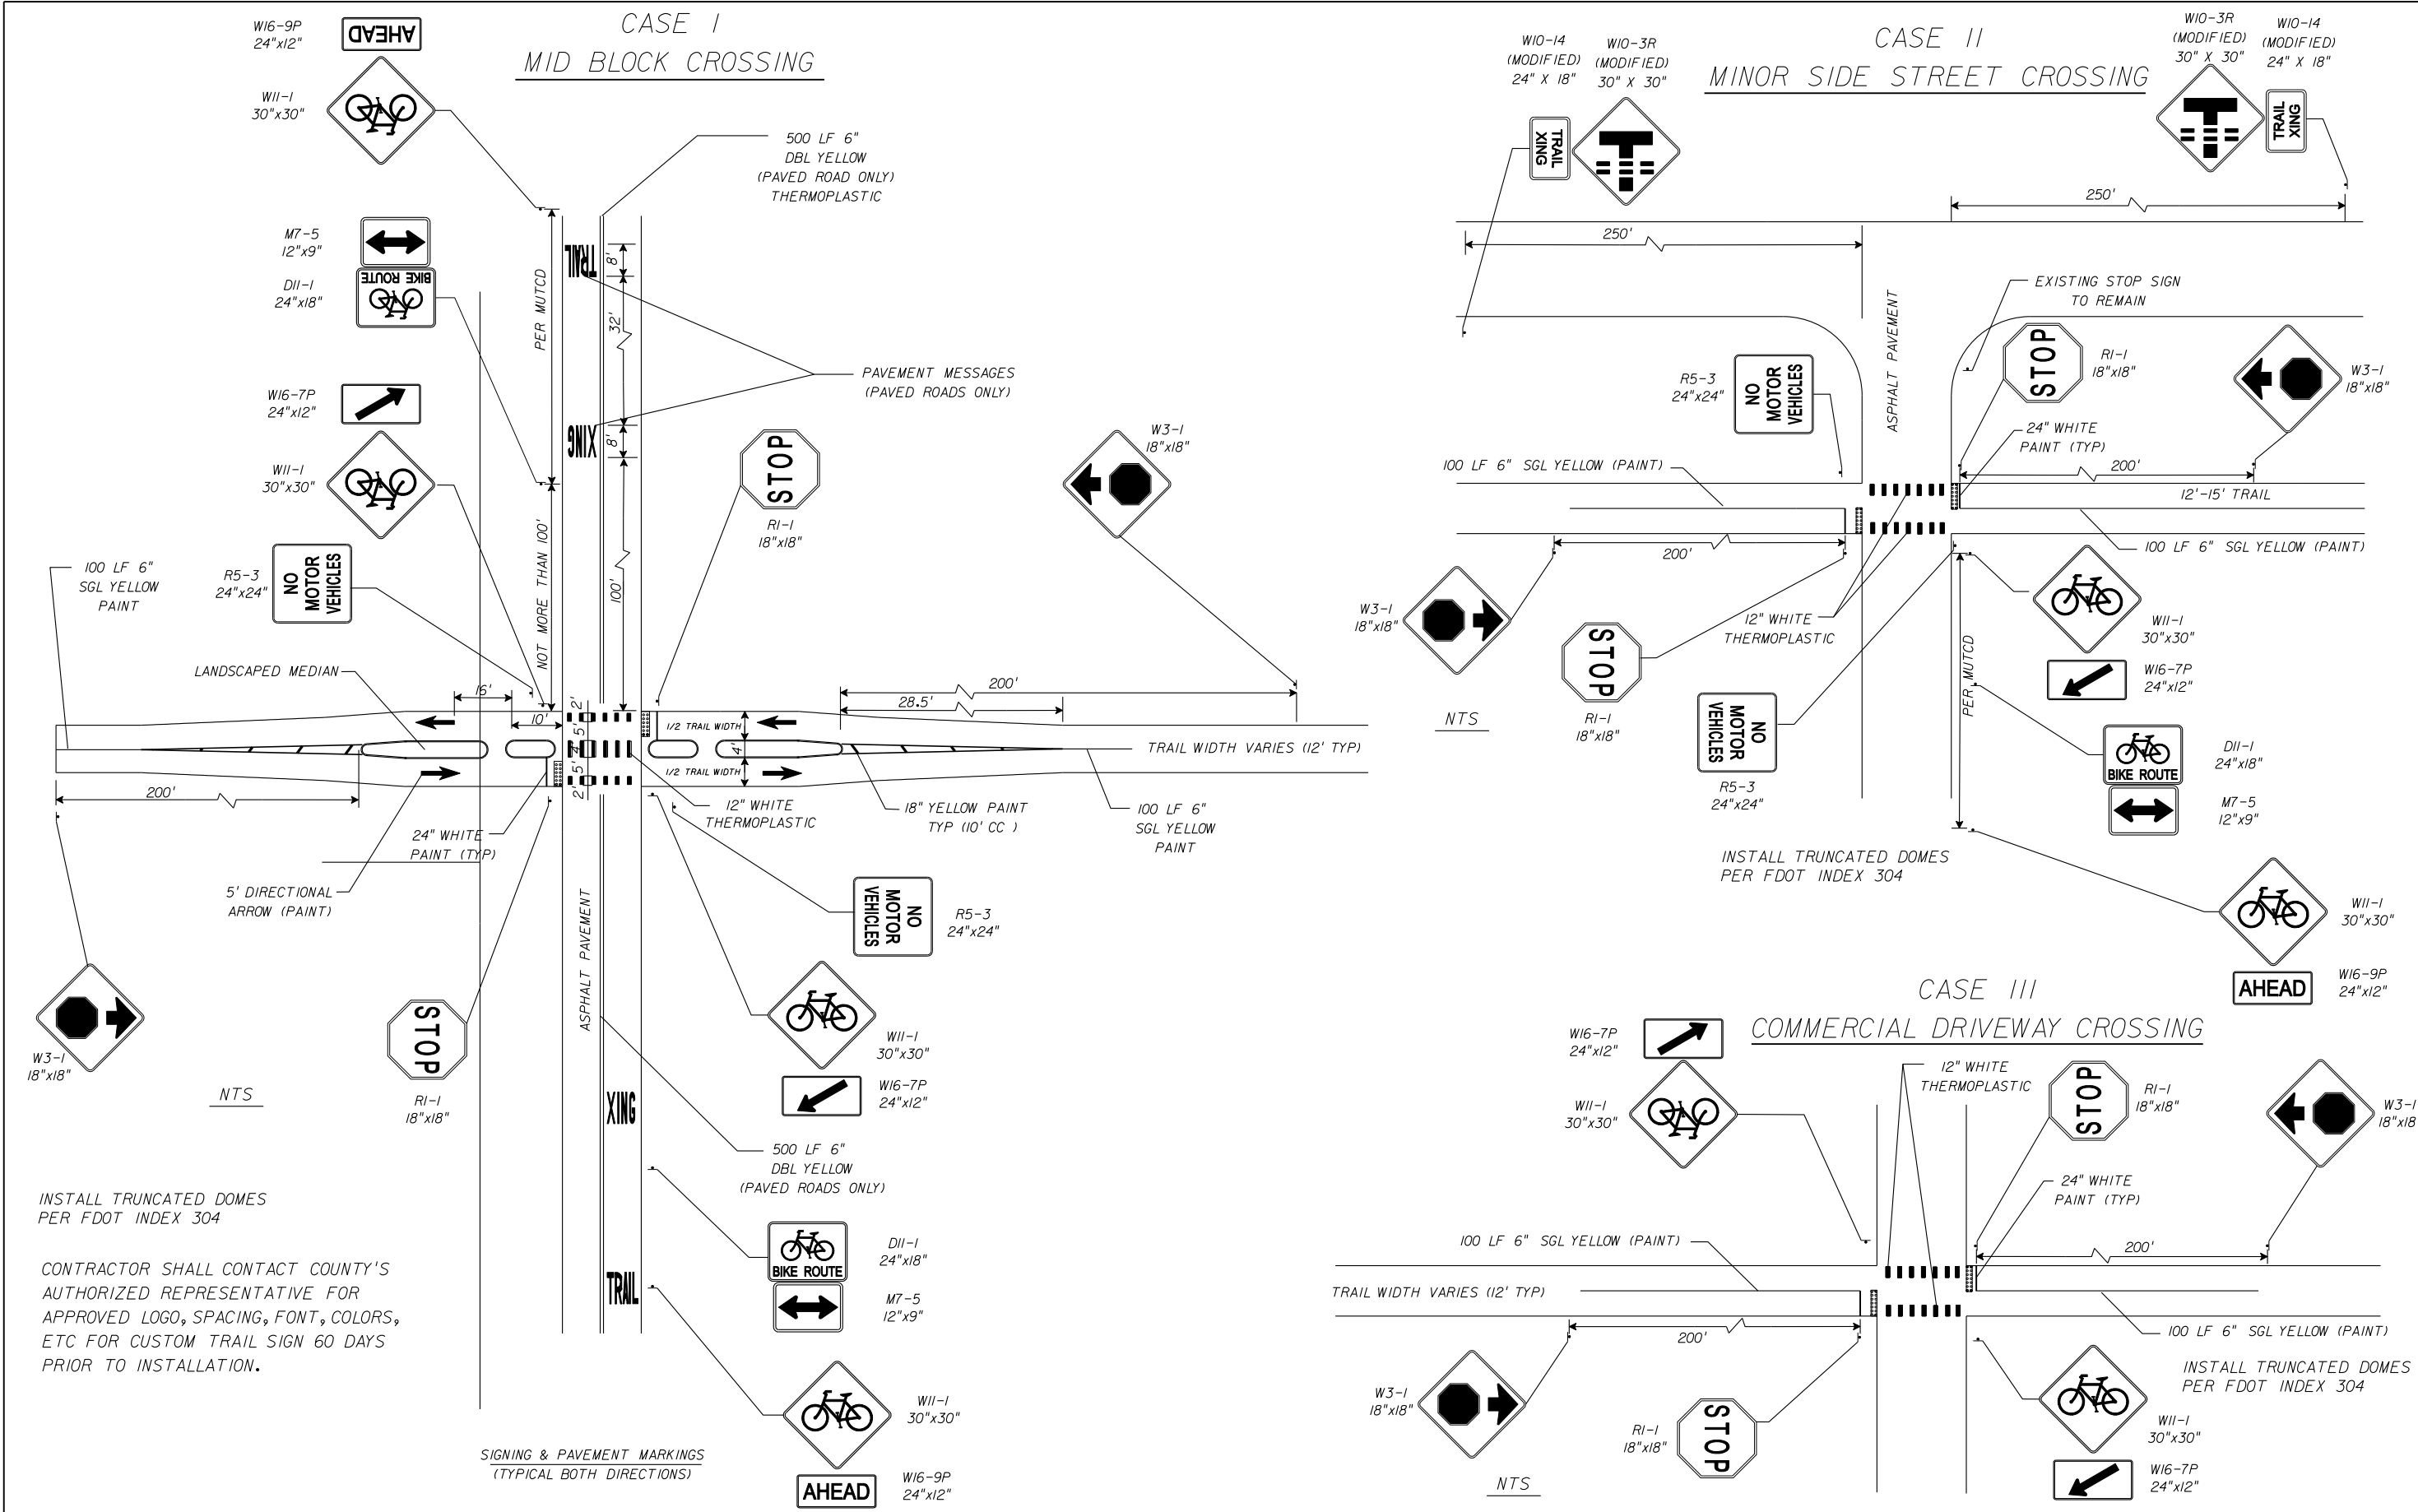 CASE I
MID BLOCK CROSSING
W16-9P
24"x12"
AHEAD
W11-1
30"x30"
500 LF 6"
DBL YELLOW
(PAVED ROAD ONLY)
THERMOPLASTIC
M7-5
12"x9"
D11-1
24"x18"
BIKE ROUTE
PER MUTCD
TRAIL
8'
32'
W16-7P
24"x12"
PAVEMENT MESSAGES
(PAVED ROADS ONLY)
XING
8'
W11-1
30"x30"
STOP
R1-1
18"x18"
W3-1
18"x18"
R5-3
24"x24"
NO
MOTOR
VEHICLES
NOT MORE THAN 100'
100'
100 LF 6"
SGL YELLOW
PAINT
LANDSCAPED MEDIAN
16'
10'
2'
5'
4'
5'
2'
1/2 TRAIL WIDTH
4'
1/2 TRAIL WIDTH
200'
28.5'
TRAIL WIDTH VARIES (12' TYP)
200'
24" WHITE
PAINT (TYP)
12" WHITE
THERMOPLASTIC
18" YELLOW PAINT
TYP (10' CC )
100 LF 6"
SGL YELLOW
PAINT
5' DIRECTIONAL
ARROW (PAINT)
ASPHALT PAVEMENT
NO
MOTOR
VEHICLES
R5-3
24"x24"
W3-1
18"x18"
STOP
R1-1
18"x18"
NTS
W11-1
30"x30"
W16-7P
24"x12"
XING
500 LF 6"
DBL YELLOW
(PAVED ROADS ONLY)
INSTALL TRUNCATED DOMES
PER FDOT INDEX 304
BIKE ROUTE
D11-1
24"x18"
M7-5
12"x9"
TRAIL
CONTRACTOR SHALL CONTACT COUNTY'S
AUTHORIZED REPRESENTATIVE FOR
APPROVED LOGO, SPACING, FONT, COLORS,
ETC FOR CUSTOM TRAIL SIGN 60 DAYS
PRIOR TO INSTALLATION.
W11-1
30"x30"
AHEAD
W16-9P
24"x12"
SIGNING & PAVEMENT MARKINGS
(TYPICAL BOTH DIRECTIONS)
CASE II
MINOR SIDE STREET CROSSING
W10-14
(MODIFIED)
24" X 18"
W10-3R
(MODIFIED)
30" X 30"
TRAIL
XING
W10-3R
(MODIFIED)
30" X 30"
W10-14
(MODIFIED)
24" X 18"
TRAIL
XING
250'
250'
EXISTING STOP SIGN
TO REMAIN
ASPHALT PAVEMENT
STOP
R1-1
18"x18"
W3-1
18"x18"
R5-3
24"x24"
NO
MOTOR
VEHICLES
24" WHITE
PAINT (TYP)
100 LF 6" SGL YELLOW (PAINT)
200'
12'-15' TRAIL
200'
100 LF 6" SGL YELLOW (PAINT)
W3-1
18"x18"
12" WHITE
THERMOPLASTIC
W11-1
30"x30"
STOP
R1-1
18"x18"
PER MUTCD
W16-7P
24"x12"
NTS
NO
MOTOR
VEHICLES
R5-3
24"x24"
BIKE ROUTE
D11-1
24"x18"
M7-5
12"x9"
INSTALL TRUNCATED DOMES
PER FDOT INDEX 304
W11-1
30"x30"
AHEAD
W16-9P
24"x12"
CASE III
COMMERCIAL DRIVEWAY CROSSING
W16-7P
24"x12"
W11-1
30"x30"
12" WHITE
THERMOPLASTIC
STOP
R1-1
18"x18"
W3-1
18"x18
24" WHITE
PAINT (TYP)
100 LF 6" SGL YELLOW (PAINT)
200'
TRAIL WIDTH VARIES (12' TYP)
200'
100 LF 6" SGL YELLOW (PAINT)
INSTALL TRUNCATED DOMES
PER FDOT INDEX 304
W3-1
18"x18"
R1-1
18"x18"
STOP
W11-1
30"x30"
W16-7P
24"x12"
NTS